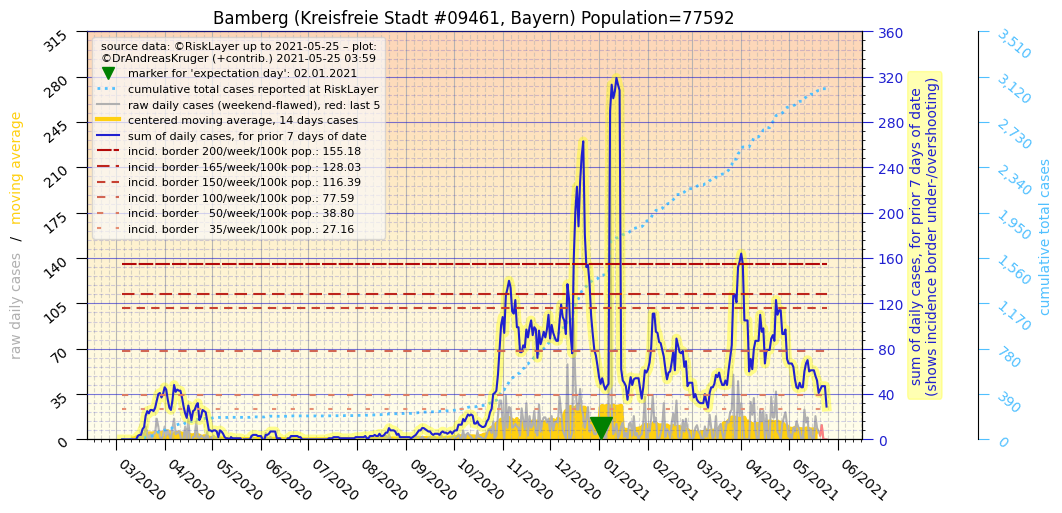 Bamberg (Kreisfreie Stadt #09461, Bayern) Population=77592
source data: ©RiskLayer up to 2021-05-25 – plot:
©DrAndreasKruger (+contrib.) 2021-05-25 03:59
marker for 'expectation day': 02.01.2021
cumulative total cases reported at RiskLayer
raw daily cases (weekend-flawed), red: last 5
centered moving average, 14 days cases
sum of daily cases, for prior 7 days of date
incid. border 200/week/100k pop.: 155.18
incid. border 165/week/100k pop.: 128.03
incid. border 150/week/100k pop.: 116.39
incid. border 100/week/100k pop.: 77.59
incid. border   50/week/100k pop.: 38.80
incid. border   35/week/100k pop.: 27.16
raw daily cases / moving average
315
280
245
210
175
140
105
70
35
0
03/2020
04/2020
05/2020
06/2020
07/2020
08/2020
09/2020
10/2020
11/2020
12/2020
01/2021
02/2021
03/2021
04/2021
05/2021
06/2021
360
320
280
240
200
160
120
80
40
0
sum of daily cases, for prior 7 days of date
(shows incidence border under-/overshooting)
3,510
3,120
2,730
2,340
1,950
1,560
1,170
780
390
0
cumulative total cases